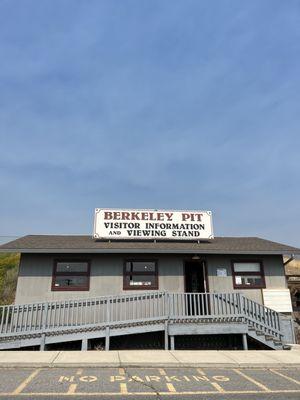 BERKELEY PIT
VISITOR INFORMATION
AND VIEWING STAND
NO PARKING